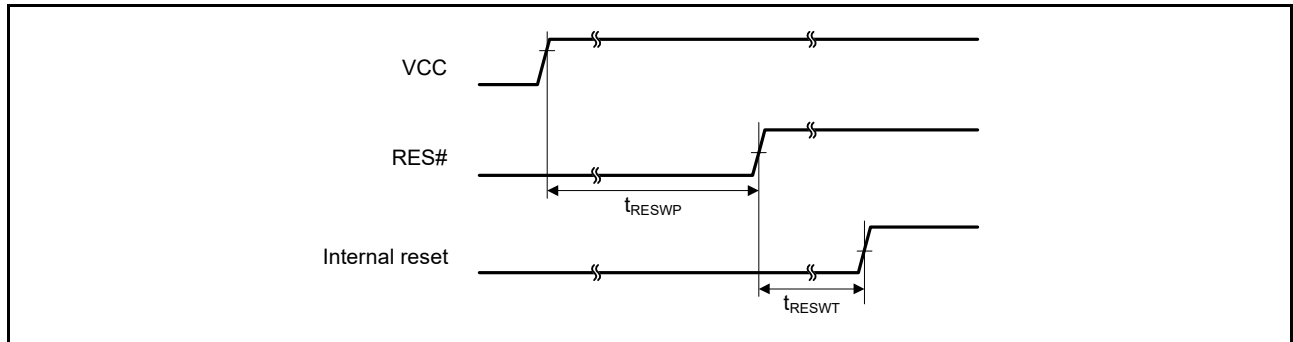 VCC
RES#
tRESWP
Internal reset
tRESWT